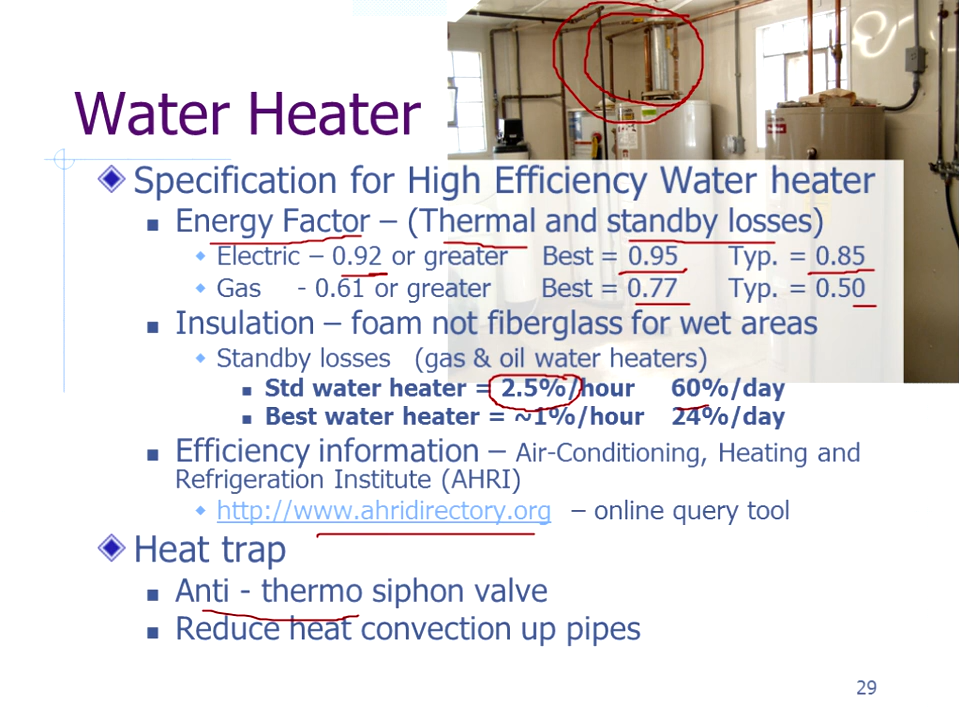 Water Heater
Specification for High Efficiency Water heater
Energy Factor – (Thermal and standby losses)
Electric – 0.92 or greater Best = 0.95 Typ. = 0.85
Gas - 0.61 or greater Best = 0.77 Typ. = 0.50
Insulation – foam not fiberglass for wet areas
Standby losses (gas & oil water heaters)
Std water heater = 2.5%/hour 60%/day
Best water heater = ~1%/hour 24%/day
Efficiency information – Air-Conditioning, Heating and
Refrigeration Institute (AHRI)
http://www.ahridirectory.org – online query tool
Heat trap
Anti - thermo siphon valve
Reduce heat convection up pipes
29